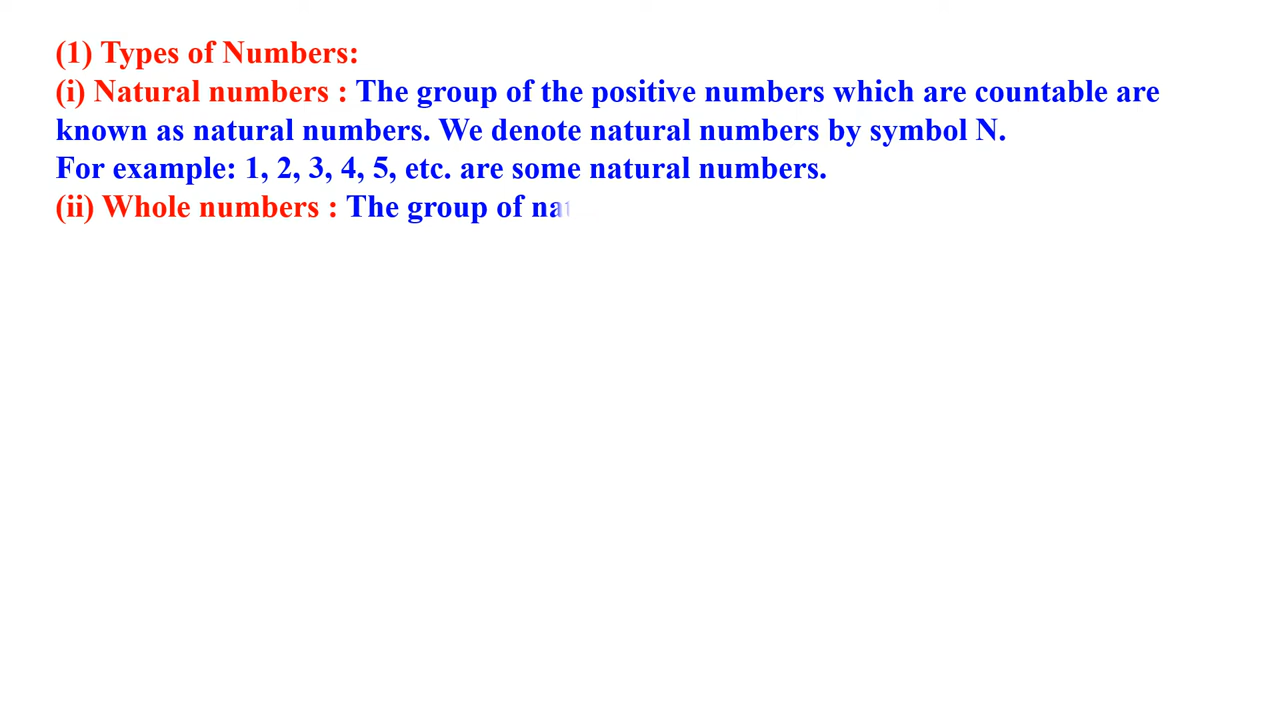 (1) Types of Numbers:
(i) Natural numbers : The group of the positive numbers which are countable are
known as natural numbers. We denote natural numbers by symbol N.
For example: 1, 2, 3, 4, 5, etc. are some natural numbers.
(ii) Whole numbers : The group of nat